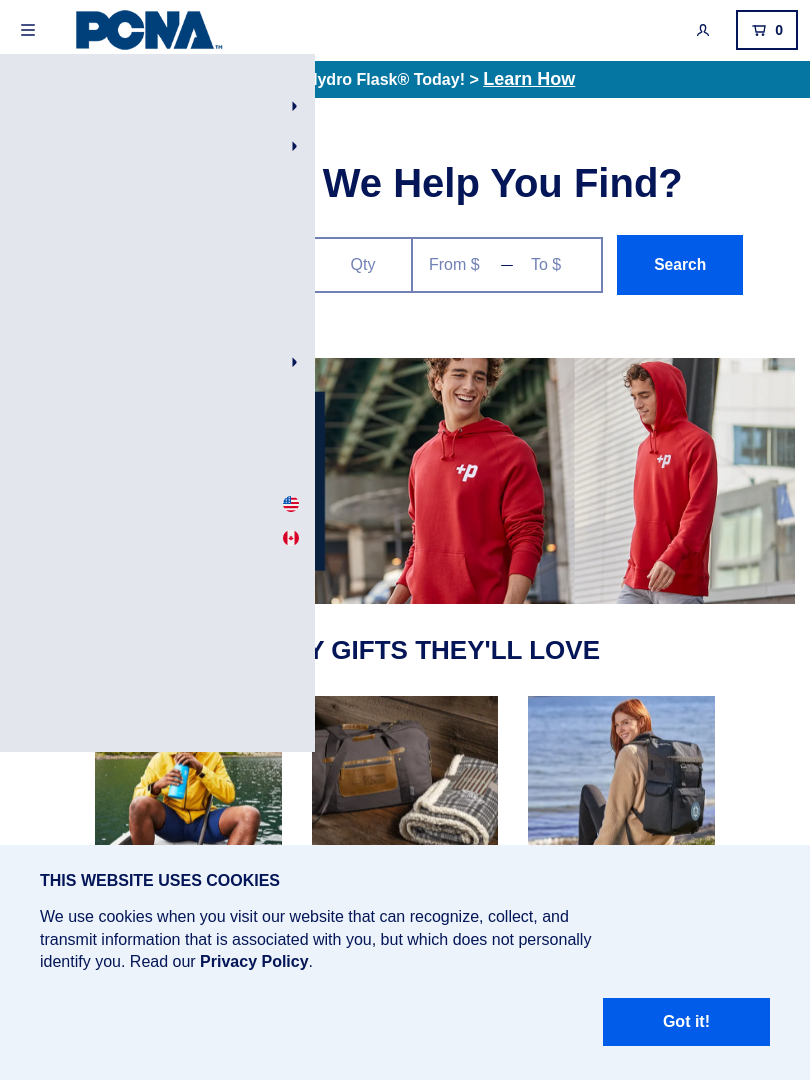 PCNA™
0
Hydro Flask® Today! > Learn How
We Help You Find?
Qty
From $ — To $
Search
+p
+p
Y GIFTS THEY'LL LOVE
THIS WEBSITE USES COOKIES
We use cookies when you visit our website that can recognize, collect, and
transmit information that is associated with you, but which does not personally
identify you. Read our Privacy Policy.
Got it!